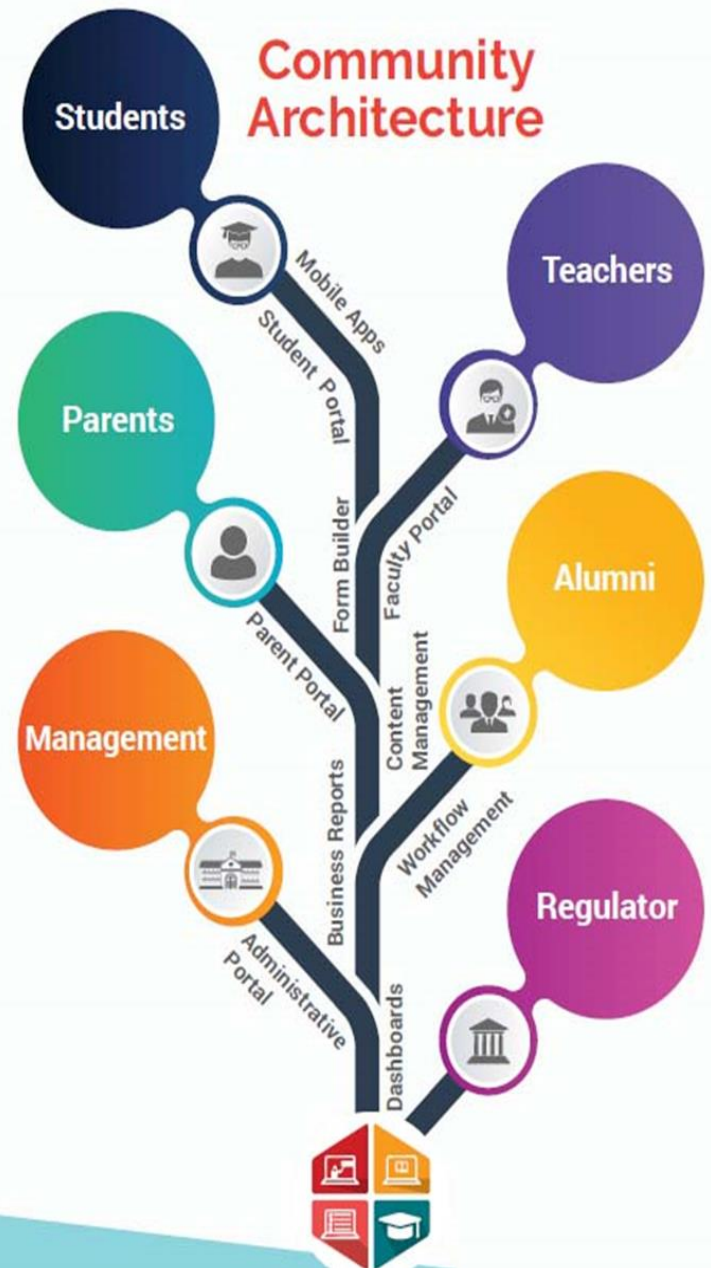 Community
Architecture
Students
Teachers
Mobile Apps
Student Portal
Parents
Form Builder
Faculty Portal
Alumni
Parent Portal
Content
Management
Management
Business Reports
Workflow
Management
Regulator
Administrative
Portal
Dashboards